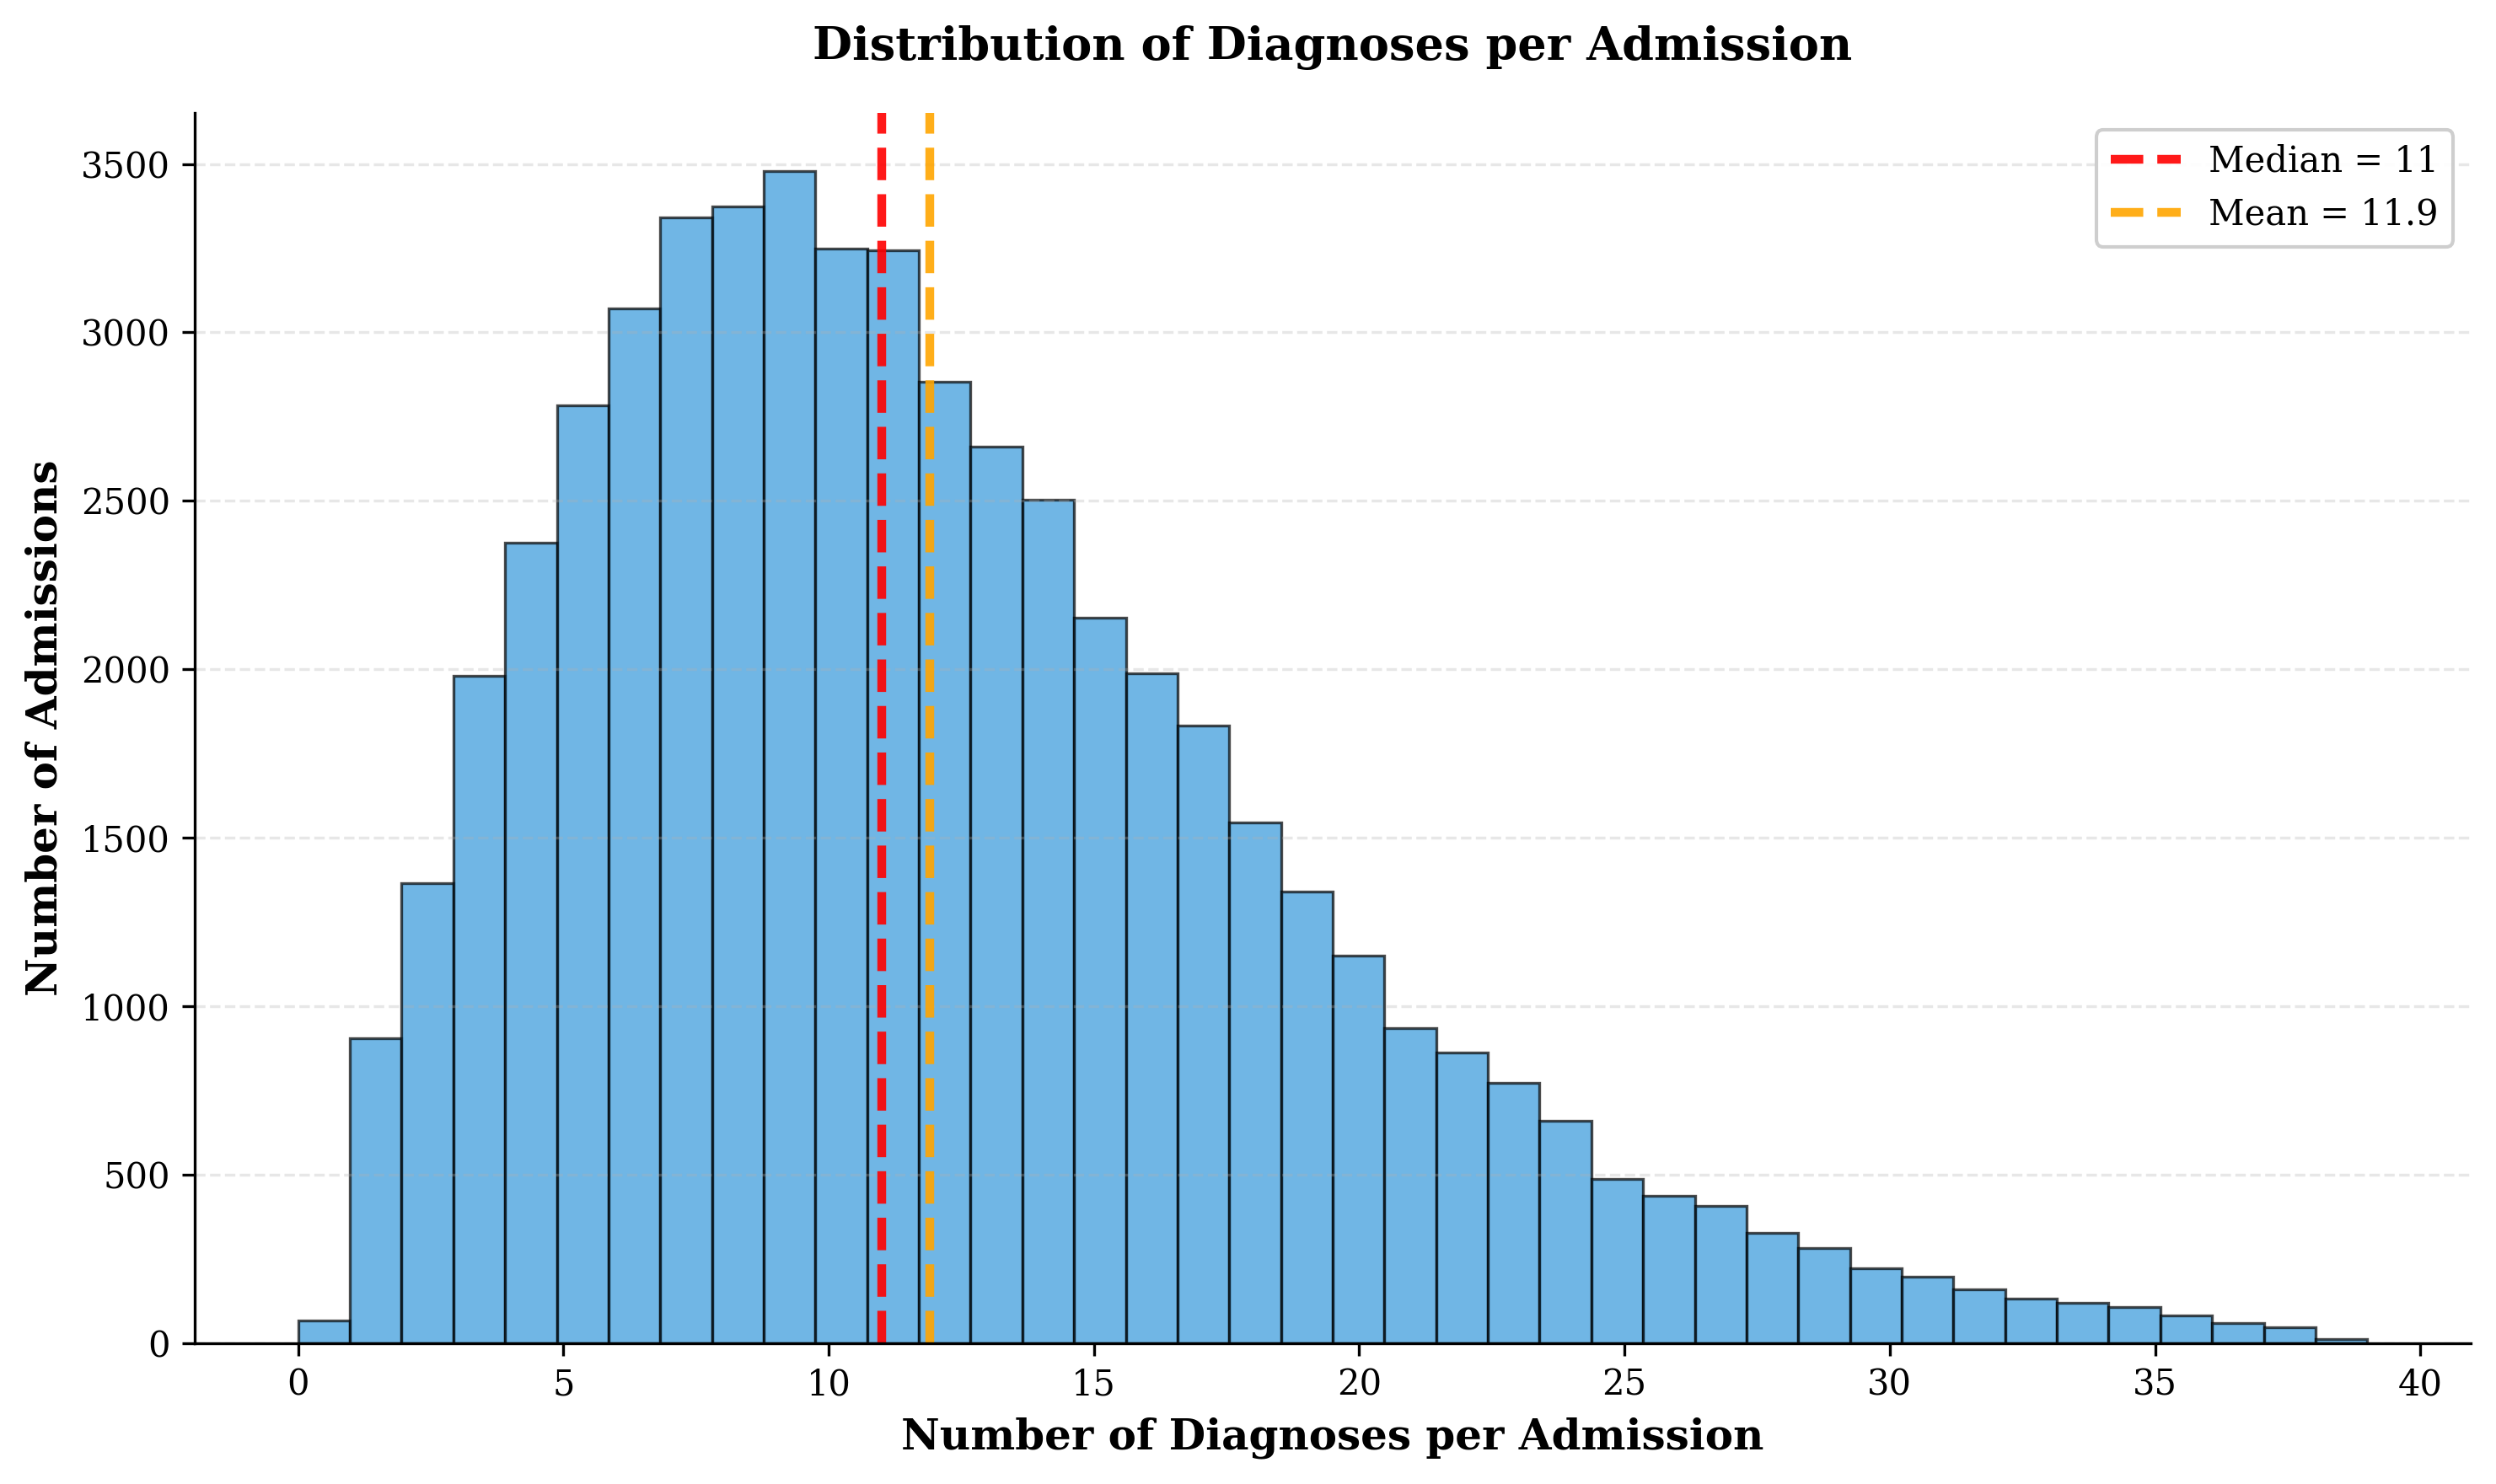 Distribution of Diagnoses per Admission
Median = 11
Mean = 11.9
Number of Admissions
3500
3000
2500
2000
1500
1000
500
0
0 5 10 15 20 25 30 35 40
Number of Diagnoses per Admission